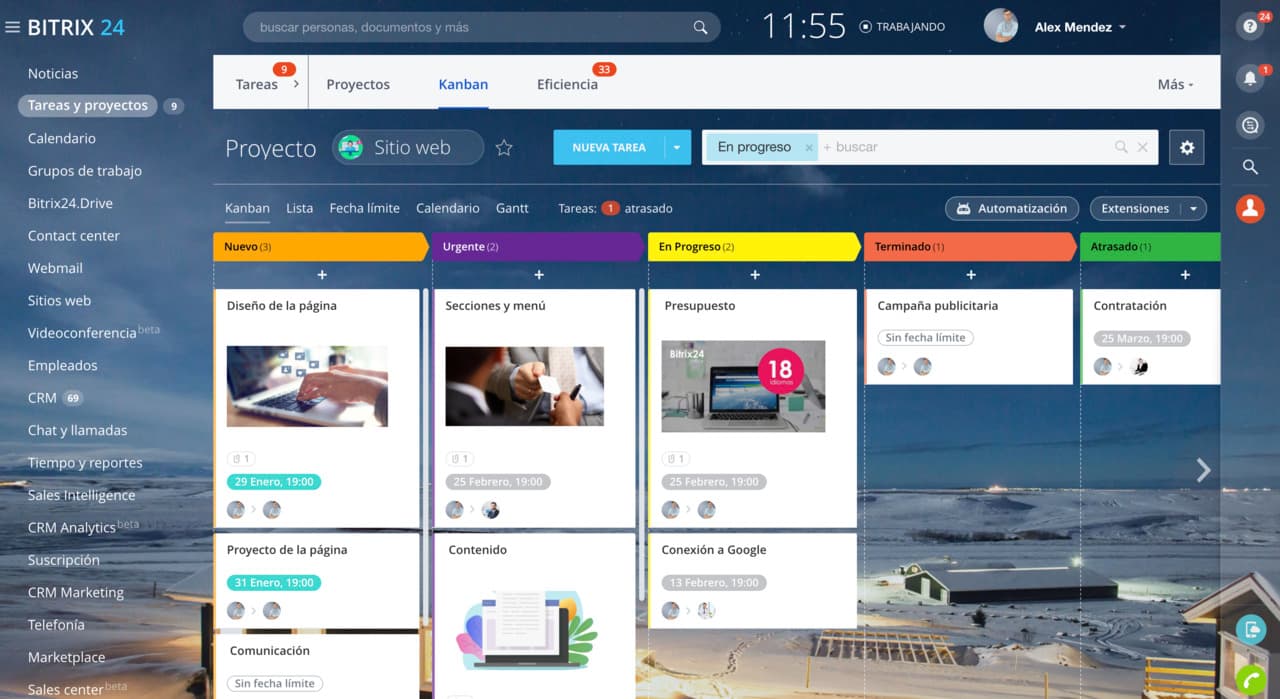 BITRIX 24
buscar personas, documentos y más
11:55
TRABAJANDO
Alex Mendez
24
1
Noticias
Tareas y proyectos 9
Calendario
Grupos de trabajo
Bitrix24.Drive
Contact center
Webmail
Sitios web
Videoconferencia beta
Empleados
CRM 69
Chat y llamadas
Tiempo y reportes
Sales Intelligence
CRM Analytics beta
Suscripción
CRM Marketing
Telefonía
Marketplace
Sales center beta
Tareas 9
Proyectos
Kanban
Eficiencia 33
Más
Proyecto
Sitio web
NUEVA TAREA
En progreso ×
+ buscar
Kanban
Lista
Fecha límite
Calendario
Gantt
Tareas: 1 atrasado
Automatización
Extensiones
Nuevo (3)
+
Diseño de la página
1
29 Enero, 19:00
Proyecto de la página
31 Enero, 19:00
Comunicación
Sin fecha límite
Urgente (2)
+
Secciones y menú
1
25 Febrero, 19:00
Contenido
En Progreso (2)
+
Presupuesto
Bitrix24
18
idiomas
1
25 Febrero, 19:00
Conexión a Google
13 Febrero, 19:00
Terminado (1)
+
Campaña publicitaria
Sin fecha límite
Atrasado (1)
+
Contratación
25 Marzo, 19:00